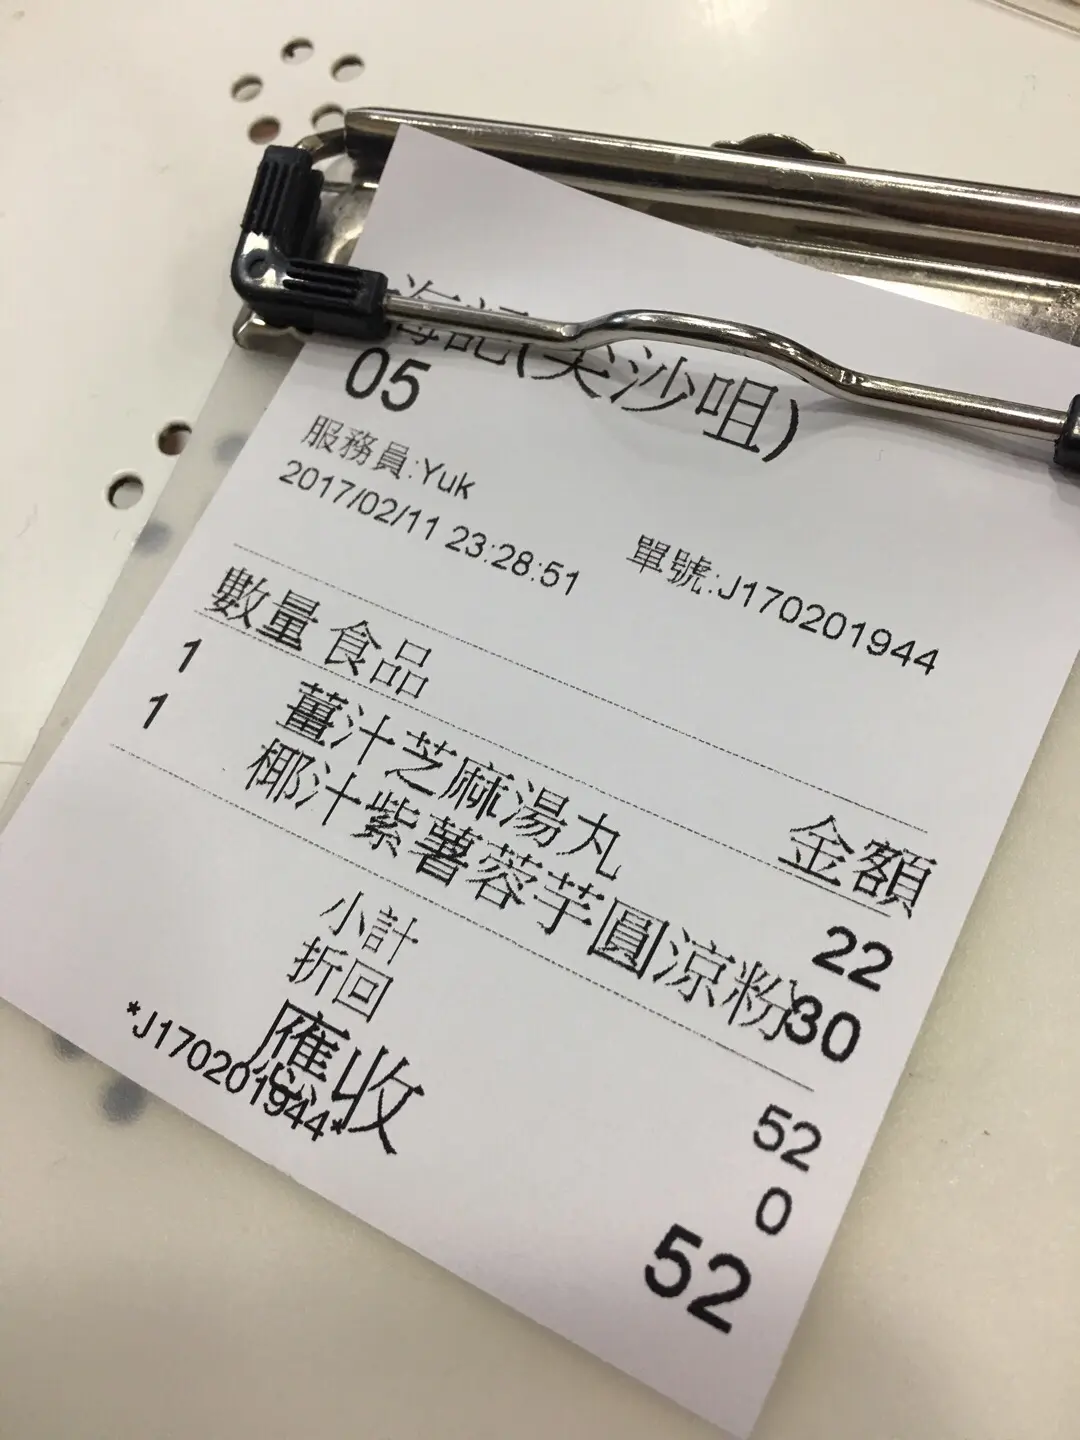 海記(尖沙咀)
05
服務員:Yuk
單號:J170201944
2017/02/11 23:28:51
數量 食品 金額
1 薑汁芝麻湯丸 22
1 椰汁紫薯蓉芋圓涼粉 30
小計 52
折回 0
應收 52
*J170201944*